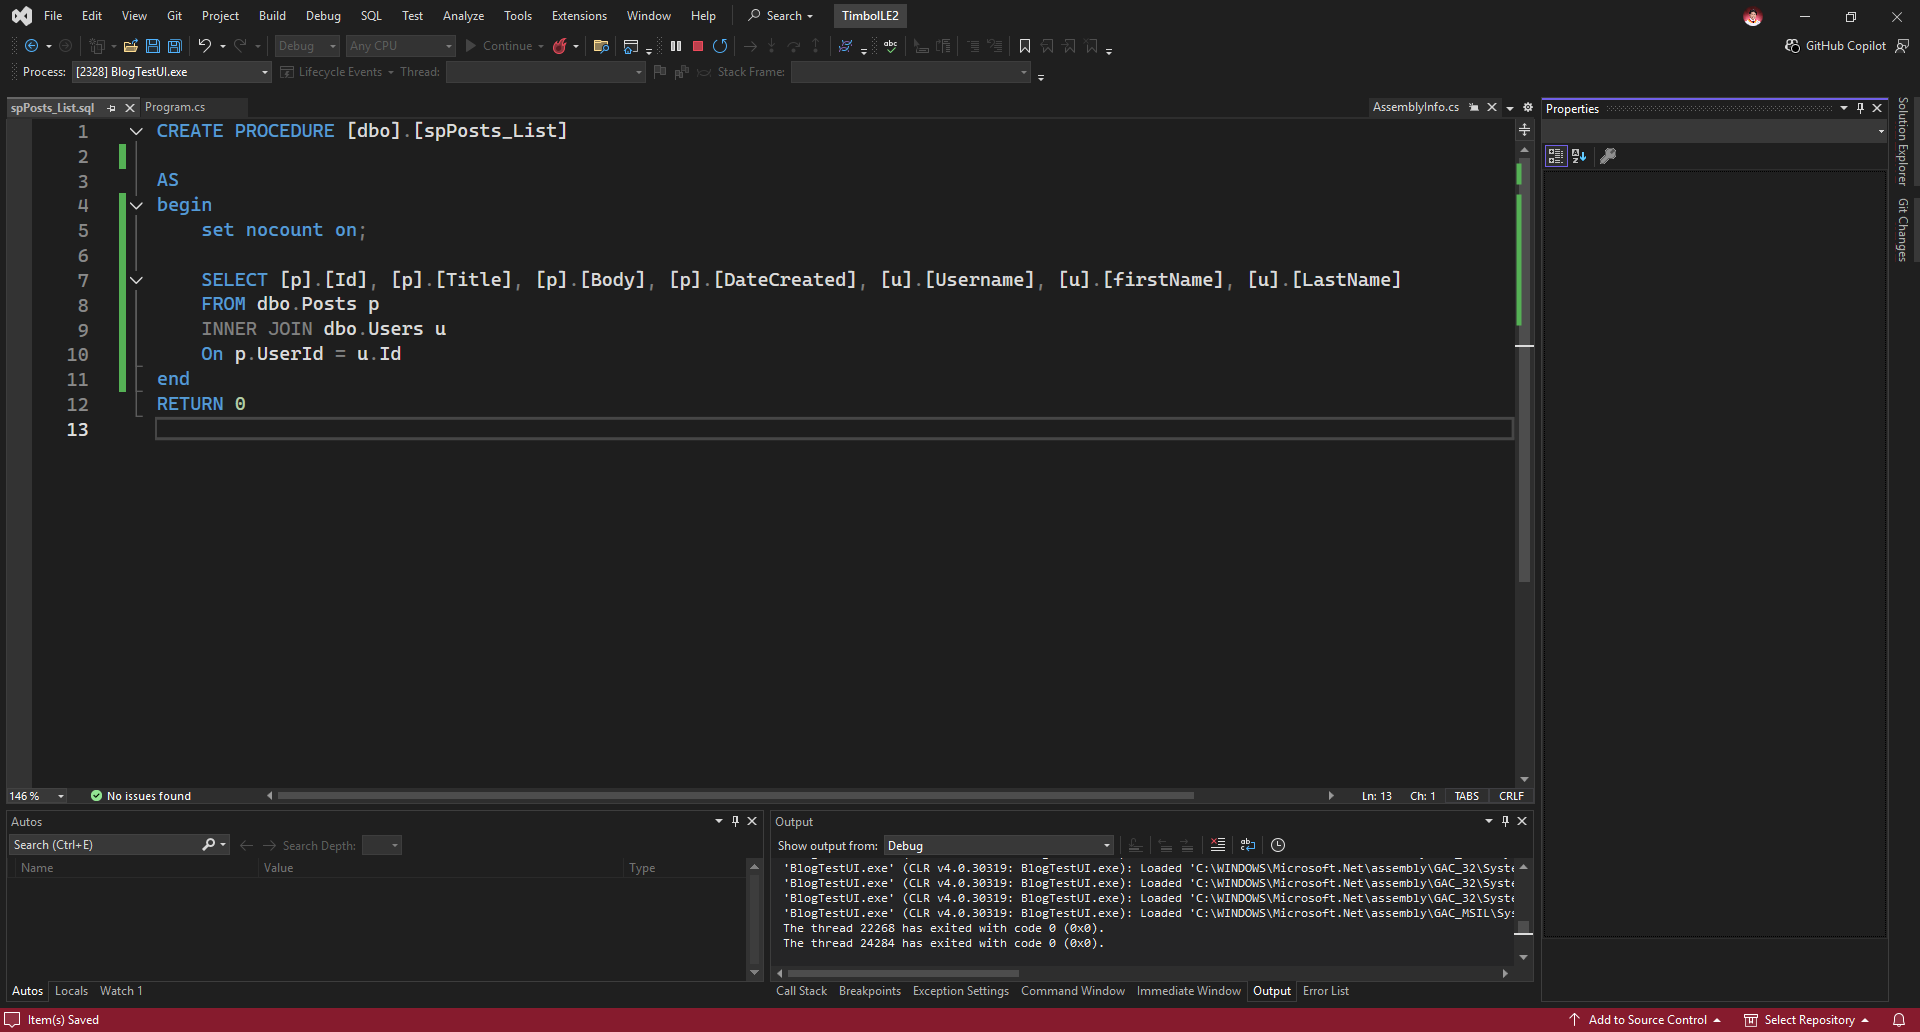 File Edit View Git Project Build Debug SQL Test Analyze Tools Extensions Window Help Search TimbolLE2
Debug Any CPU Continue GitHub Copilot
Process: [2328] BlogTestUI.exe Lifecycle Events Thread: Stack Frame:
spPosts_List.sql Program.cs AssemblyInfo.cs
Properties
Solution Explorer
Git Changes
1 CREATE PROCEDURE [dbo].[spPosts_List]
2
3 AS
4 begin
5 set nocount on;
6
7 SELECT [p].[Id], [p].[Title], [p].[Body], [p].[DateCreated], [u].[Username], [u].[firstName], [u].[LastName]
8 FROM dbo.Posts p
9 INNER JOIN dbo.Users u
10 On p.UserId = u.Id
11 end
12 RETURN 0
13
146 % No issues found Ln: 13 Ch: 1 TABS CRLF
Autos
Search (Ctrl+E) Search Depth:
Name Value Type
Autos Locals Watch 1
Output
Show output from: Debug
'BlogTestUI.exe' (CLR v4.0.30319: BlogTestUI.exe): Loaded 'C:\WINDOWS\Microsoft.Net\assembly\GAC_32\Syste
'BlogTestUI.exe' (CLR v4.0.30319: BlogTestUI.exe): Loaded 'C:\WINDOWS\Microsoft.Net\assembly\GAC_32\Syste
'BlogTestUI.exe' (CLR v4.0.30319: BlogTestUI.exe): Loaded 'C:\WINDOWS\Microsoft.Net\assembly\GAC_32\Syste
'BlogTestUI.exe' (CLR v4.0.30319: BlogTestUI.exe): Loaded 'C:\WINDOWS\Microsoft.Net\assembly\GAC_MSIL\Sys
The thread 22268 has exited with code 0 (0x0).
The thread 24284 has exited with code 0 (0x0).
Call Stack Breakpoints Exception Settings Command Window Immediate Window Output Error List
Item(s) Saved Add to Source Control Select Repository